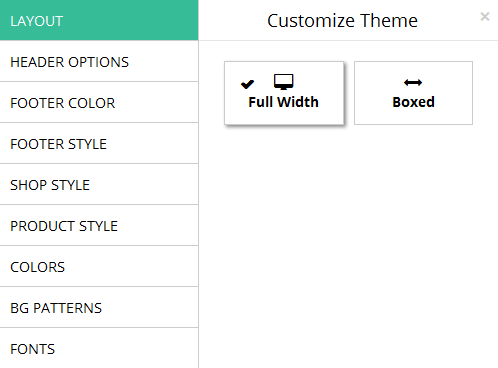 LAYOUT
HEADER OPTIONS
FOOTER COLOR
FOOTER STYLE
SHOP STYLE
PRODUCT STYLE
COLORS
BG PATTERNS
FONTS
Customize Theme ×
Full Width
Boxed